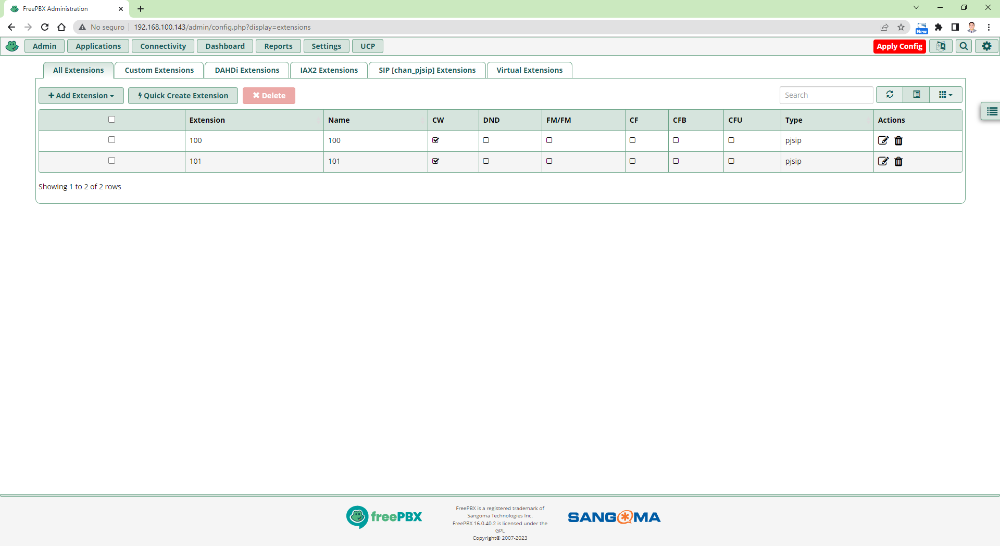 FreePBX Administration
No seguro 192.168.100.143/admin/config.php?display=extensions
New
Admin Applications Connectivity Dashboard Reports Settings UCP Apply Config
All Extensions Custom Extensions DAHDi Extensions IAX2 Extensions SIP [chan_pjsip] Extensions Virtual Extensions
Add Extension Quick Create Extension Delete Search
Extension Name CW DND FM/FM CF CFB CFU Type Actions
100 100 pjsip
101 101 pjsip
Showing 1 to 2 of 2 rows
freePBX
FreePBX is a registered trademark of
Sangoma Technologies Inc.
FreePBX 16.0.40.2 is licensed under the
GPL
Copyright© 2007-2023
SANGOMA